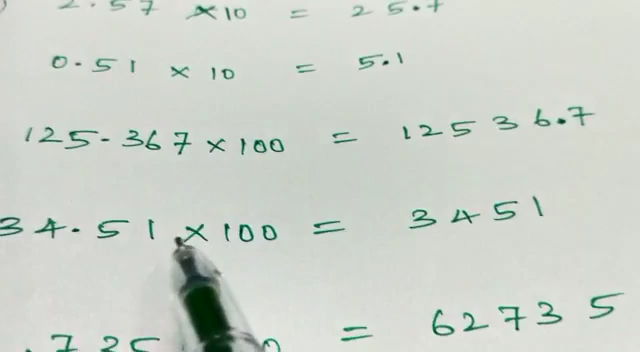 2.57 × 10 = 25.7
0.51 × 10 = 5.1
125.367 × 100 = 12536.7
34.51 × 100 = 3451
.735 = 62735